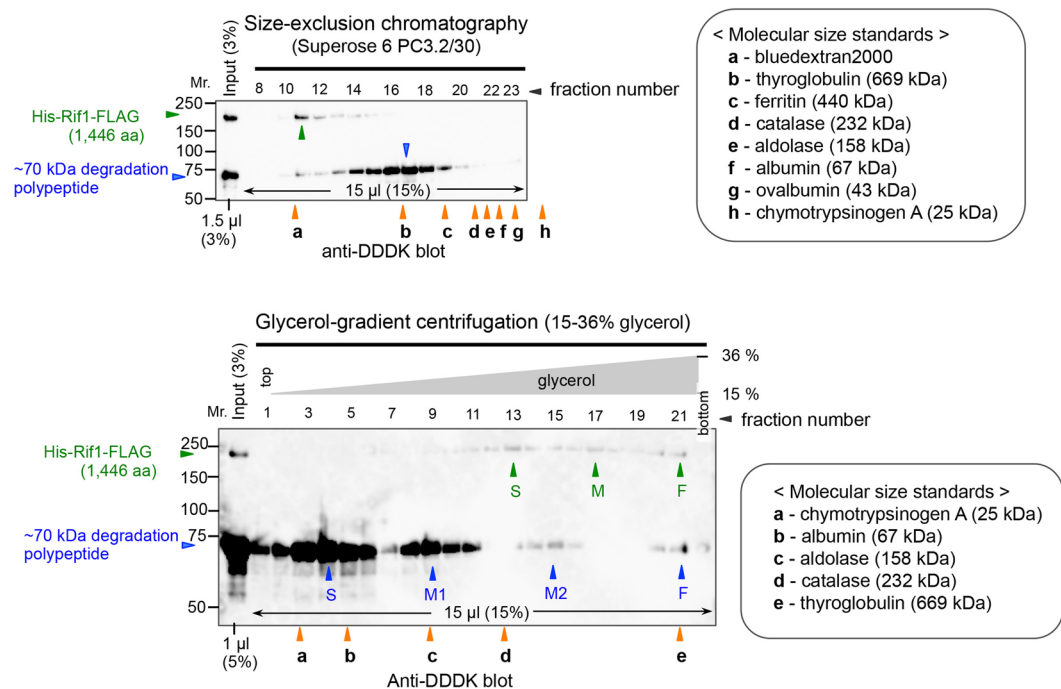 Size-exclusion chromatography
(Superose 6 PC3.2/30)
Input (3%)
Mr.
8 10 12 14 16 18 20 22 23
fraction number
250
150
100
75
50
His-Rif1-FLAG
(1,446 aa)
~70 kDa degradation
polypeptide
15 µl (15%)
1.5 µl
(3%)
a b c d e f g h
anti-DDDK blot
< Molecular size standards >
a - bluedextran2000
b - thyroglobulin (669 kDa)
c - ferritin (440 kDa)
d - catalase (232 kDa)
e - aldolase (158 kDa)
f - albumin (67 kDa)
g - ovalbumin (43 kDa)
h - chymotrypsinogen A (25 kDa)
Glycerol-gradient centrifugation (15-36% glycerol)
Input (3%)
top
glycerol
36 %
15 %
bottom
Mr.
1 3 5 7 9 11 13 15 17 19 21
fraction number
250
150
100
75
50
His-Rif1-FLAG
(1,446 aa)
S M F
~70 kDa degradation
polypeptide
S M1 M2 F
15 µl (15%)
1 µl
(5%)
a b c d e
Anti-DDDK blot
< Molecular size standards >
a - chymotrypsinogen A (25 kDa)
b - albumin (67 kDa)
c - aldolase (158 kDa)
d - catalase (232 kDa)
e - thyroglobulin (669 kDa)